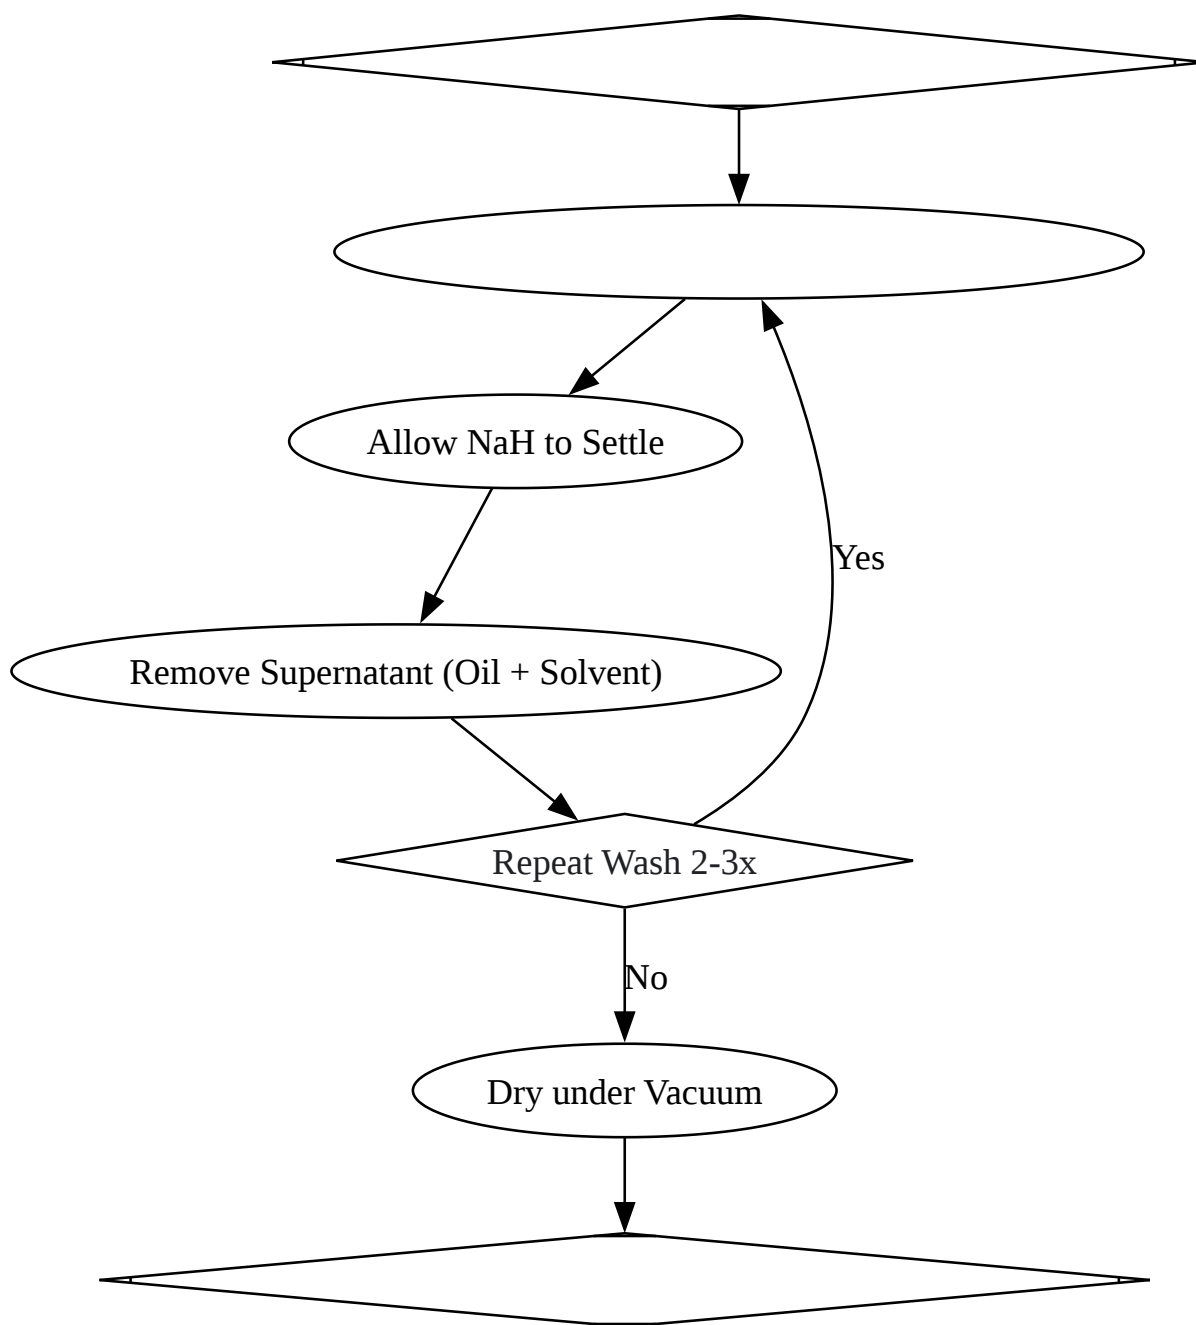 Allow NaH to Settle
Yes
Remove Supernatant (Oil + Solvent)
Repeat Wash 2-3x
No
Dry under Vacuum